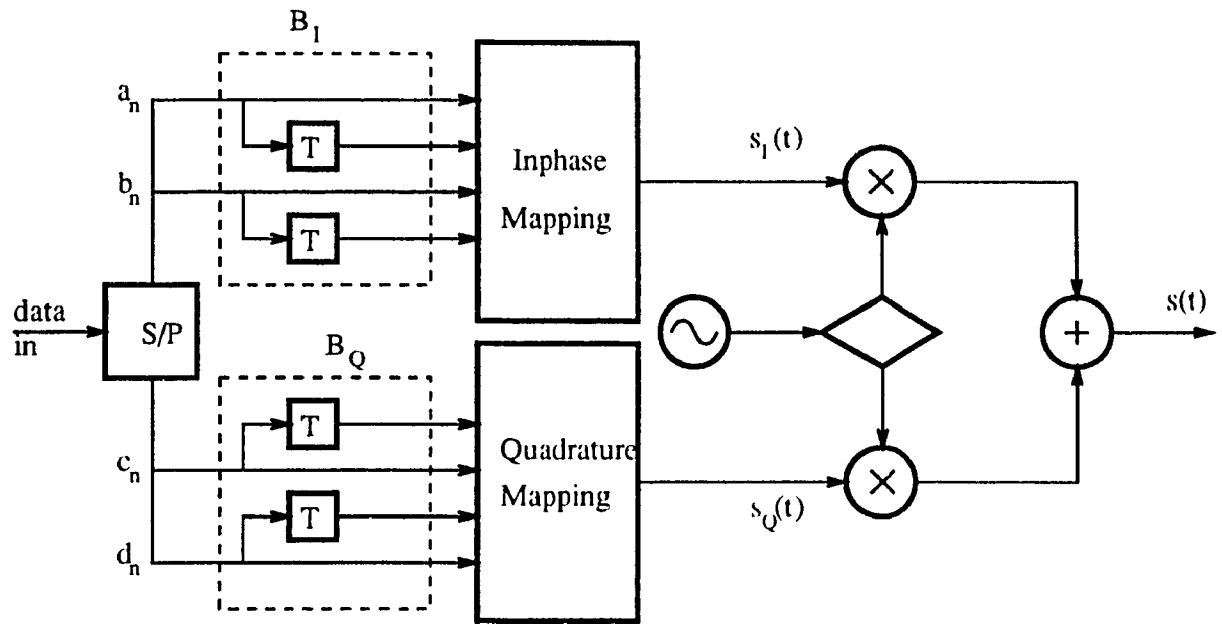 B_I
a_n
T
b_n
T
Inphase
Mapping
s_I(t)
data
in
S/P
s(t)
B_Q
T
c_n
T
d_n
Quadrature
Mapping
s_Q(t)